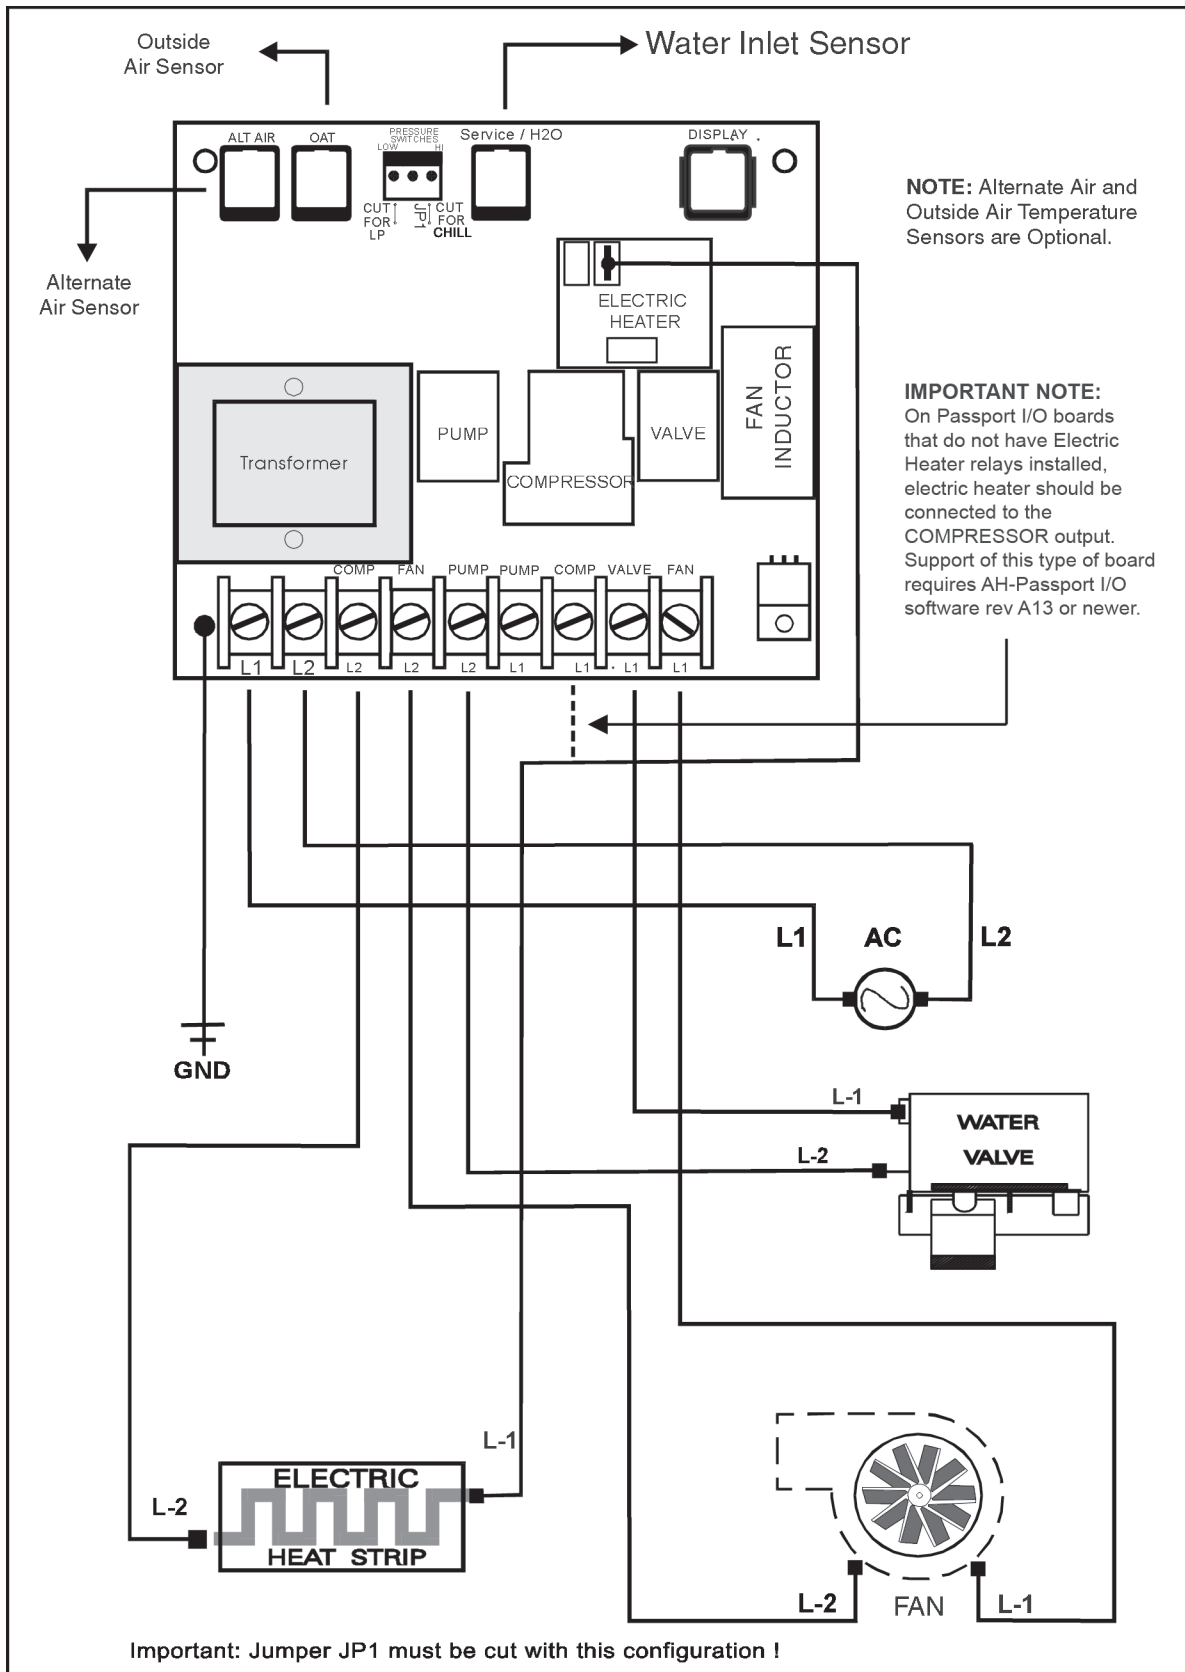 Outside
Air Sensor
Water Inlet Sensor
ALT AIR
OAT
PRESSURE
SWITCHES
LOW
HI
Service / H2O
DISPLAY
CUT
FOR
LP
JP1
CUT
FOR
CHILL
NOTE: Alternate Air and
Outside Air Temperature
Sensors are Optional.
Alternate
Air Sensor
ELECTRIC
HEATER
FAN
INDUCTOR
PUMP
VALVE
Transformer
COMPRESSOR
IMPORTANT NOTE:
On Passport I/O boards
that do not have Electric
Heater relays installed,
electric heater should be
connected to the
COMPRESSOR output.
Support of this type of board
requires AH-Passport I/O
software rev A13 or newer.
COMP FAN PUMP PUMP COMP VALVE FAN
L1 L2 L2 L2 L2 L1 L1 L1 L1
L1 AC L2
GND
L-1
WATER
VALVE
L-2
L-1
ELECTRIC
L-2
HEAT STRIP
L-2 FAN L-1
Important: Jumper JP1 must be cut with this configuration !